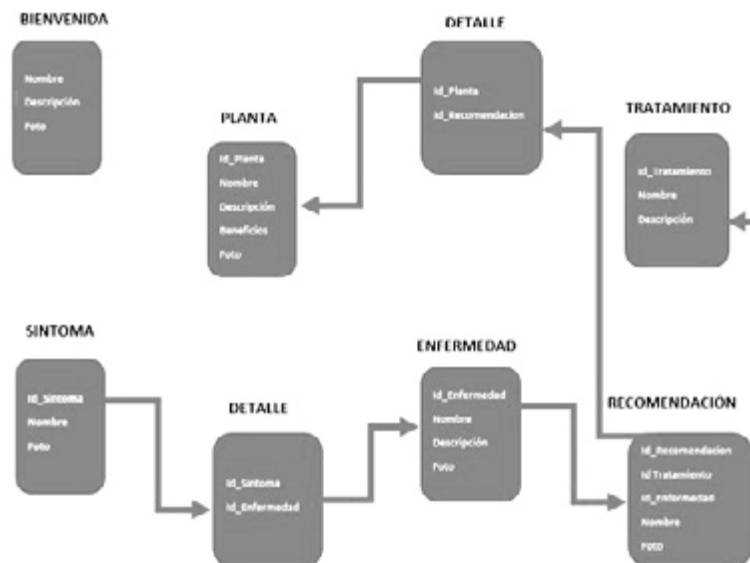 BIENVENIDA
Nombre
Descripción
Foto
DETALLE
Id_Planta
Id_Recomendacion
PLANTA
Id_Planta
Nombre
Descripción
Beneficios
Foto
TRATAMIENTO
Id_Tratamiento
Nombre
Descripción
SINTOMA
Id_Sintoma
Nombre
Foto
DETALLE
Id_Sintoma
Id_Enfermedad
ENFERMEDAD
Id_Enfermedad
Nombre
Descripción
Foto
RECOMENDACIÓN
Id_Recomendacion
Id Tratamiento
Id_Enfermedad
Nombre
Foto